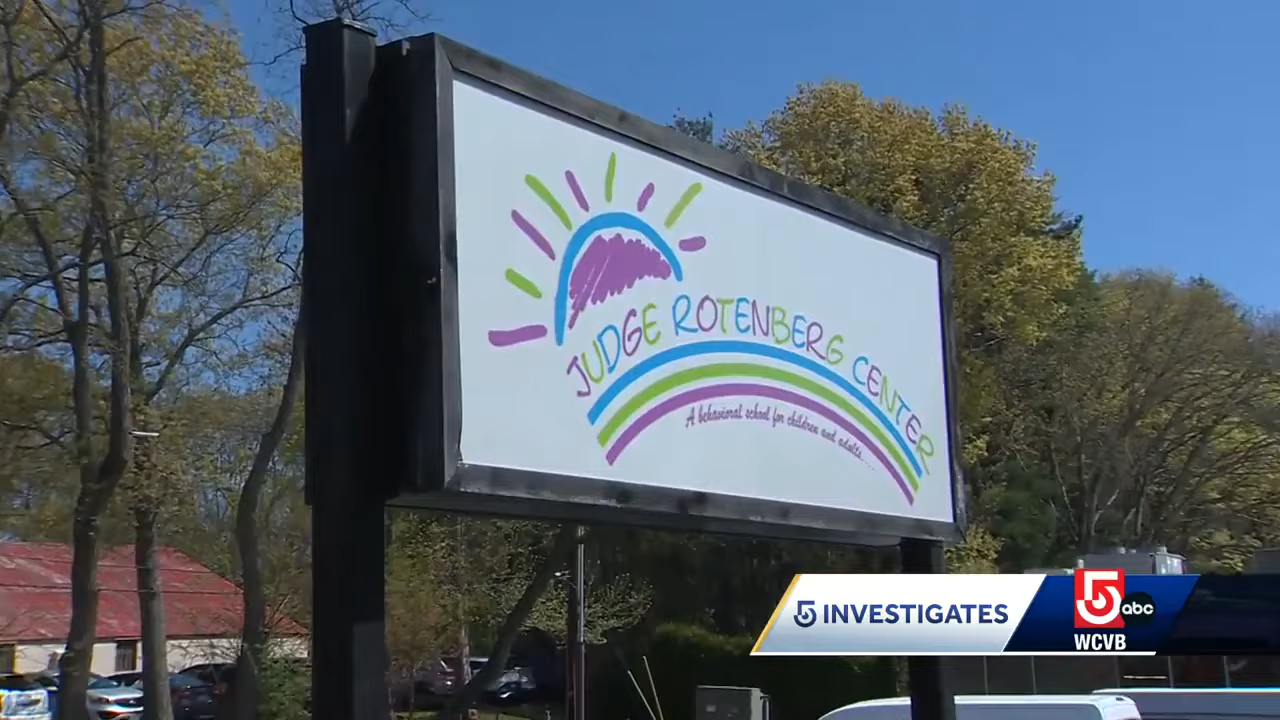 JUDGE ROTENBERG CENTER
A behavioral school for children and adults....
5 INVESTIGATES
5 abc
WCVB